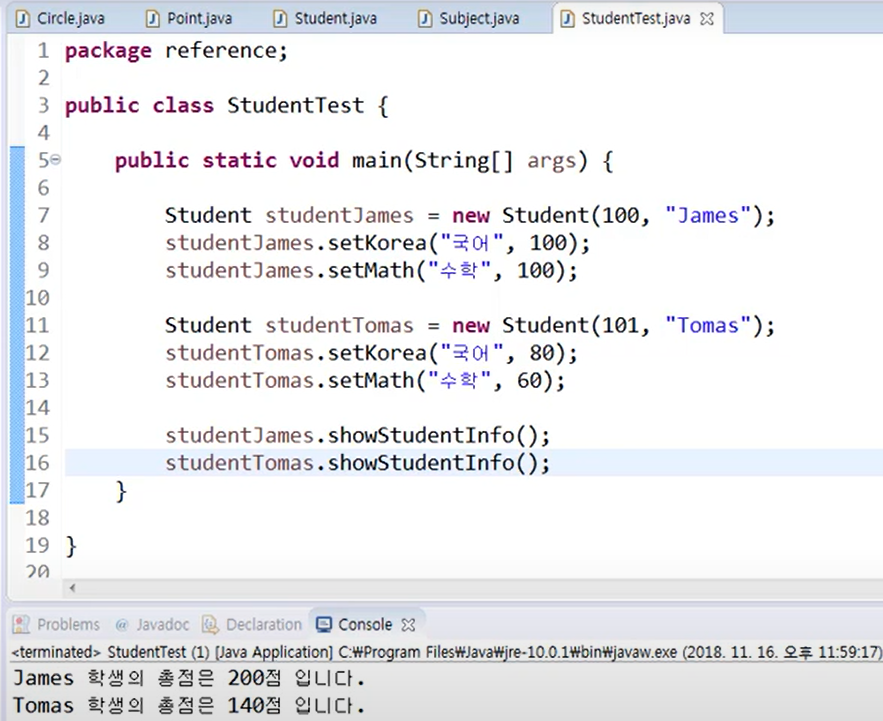 Circle.java Point.java Student.java Subject.java StudentTest.java
1 package reference;
2
3 public class StudentTest {
4
5 public static void main(String[] args) {
6
7 Student studentJames = new Student(100, "James");
8 studentJames.setKorea("국어", 100);
9 studentJames.setMath("수학", 100);
10
11 Student studentTomas = new Student(101, "Tomas");
12 studentTomas.setKorea("국어", 80);
13 studentTomas.setMath("수학", 60);
14
15 studentJames.showStudentInfo();
16 studentTomas.showStudentInfo();
17 }
18
19 }
20
Problems @ Javadoc Declaration Console
<terminated> StudentTest (1) [Java Application] C:₩Program Files₩Java₩jre-10.0.1₩bin₩javaw.exe (2018. 11. 16. 오후 11:59:17)
James 학생의 총점은 200점 입니다.
Tomas 학생의 총점은 140점 입니다.